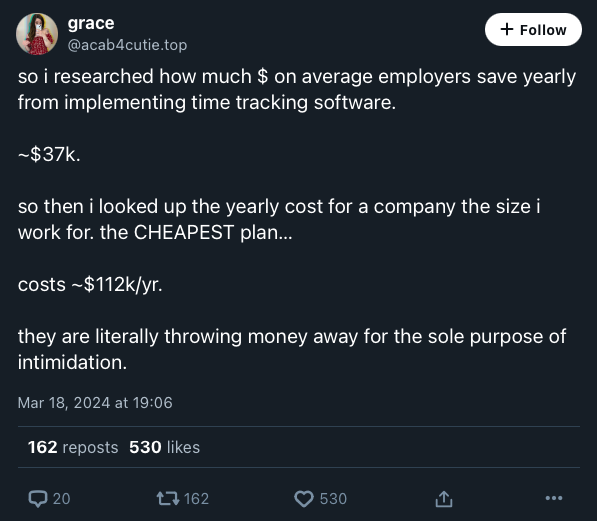 grace
@acab4cutie.top
+ Follow
so i researched how much $ on average employers save yearly
from implementing time tracking software.
~$37k.
so then i looked up the yearly cost for a company the size i
work for. the CHEAPEST plan...
costs ~$112k/yr.
they are literally throwing money away for the sole purpose of
intimidation.
Mar 18, 2024 at 19:06
162 reposts 530 likes
20 162 530